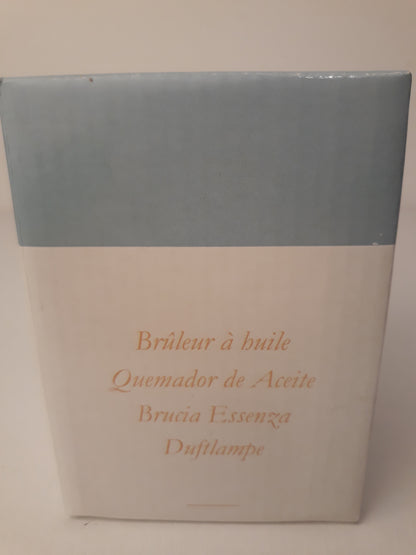 Brûleur à huile
Quemador de Aceite
Brucia Essenza
Duftlampe